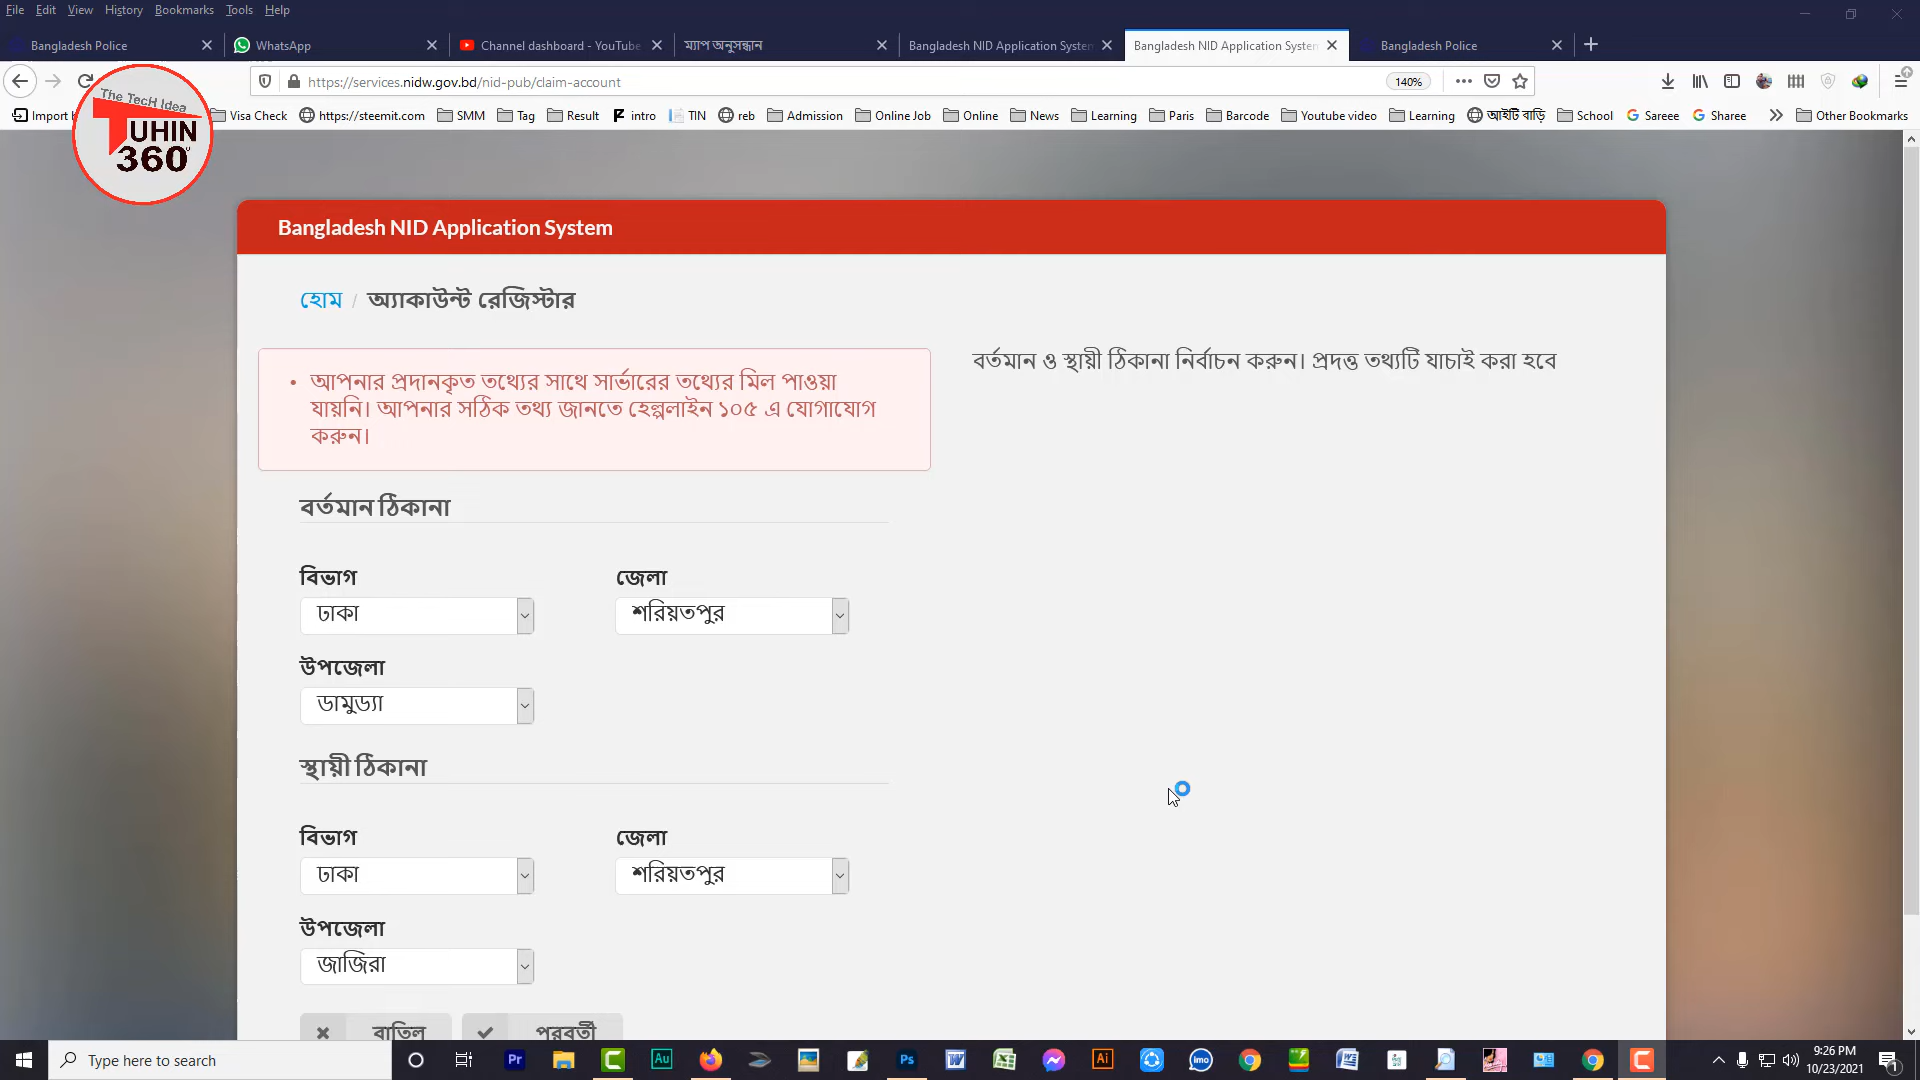 File Edit View History Bookmarks Tools Help
Bangladesh Police
WhatsApp
Channel dashboard - YouTube
ম্যাপ অনুসন্ধান
Bangladesh NID Application System
Bangladesh NID Application System
Bangladesh Police
https://services.nidw.gov.bd/nid-pub/claim-account
140%
Import
Visa Check
https://steemit.com
SMM
Tag
Result
intro
TIN
reb
Admission
Online Job
Online
News
Learning
Paris
Barcode
Youtube video
Learning
আইটি বাড়ি
School
Sareee
Sharee
Other Bookmarks
The TecH Idea
TUHIN
360°
Bangladesh NID Application System
হোম / অ্যাকাউন্ট রেজিস্টার
আপনার প্রদানকৃত তথ্যের সাথে সার্ভারের তথ্যের মিল পাওয়া
যায়নি। আপনার সঠিক তথ্য জানতে হেল্পলাইন ১০৫ এ যোগাযোগ
করুন।
বর্তমান ও স্থায়ী ঠিকানা নির্বাচন করুন। প্রদত্ত তথ্যটি যাচাই করা হবে
বর্তমান ঠিকানা
বিভাগ জেলা
ঢাকা শরিয়তপুর
উপজেলা
ডামুড্যা
স্থায়ী ঠিকানা
বিভাগ জেলা
ঢাকা শরিয়তপুর
উপজেলা
জাজিরা
বাতিল পরবর্তী
Type here to search
9:26 PM
10/23/2021